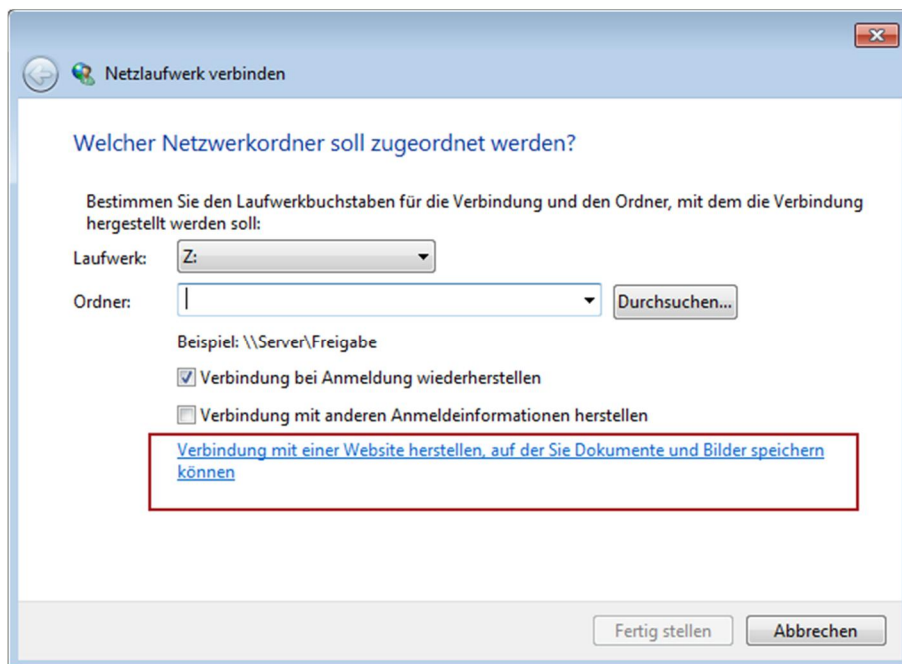 Netzlaufwerk verbinden
Welcher Netzwerkordner soll zugeordnet werden?
Bestimmen Sie den Laufwerkbuchstaben für die Verbindung und den Ordner, mit dem die Verbindung
hergestellt werden soll:
Laufwerk: Z:
Ordner: Durchsuchen...
Beispiel: \\Server\Freigabe
Verbindung bei Anmeldung wiederherstellen
Verbindung mit anderen Anmeldeinformationen herstellen
Verbindung mit einer Website herstellen, auf der Sie Dokumente und Bilder speichern
können
Fertig stellen Abbrechen